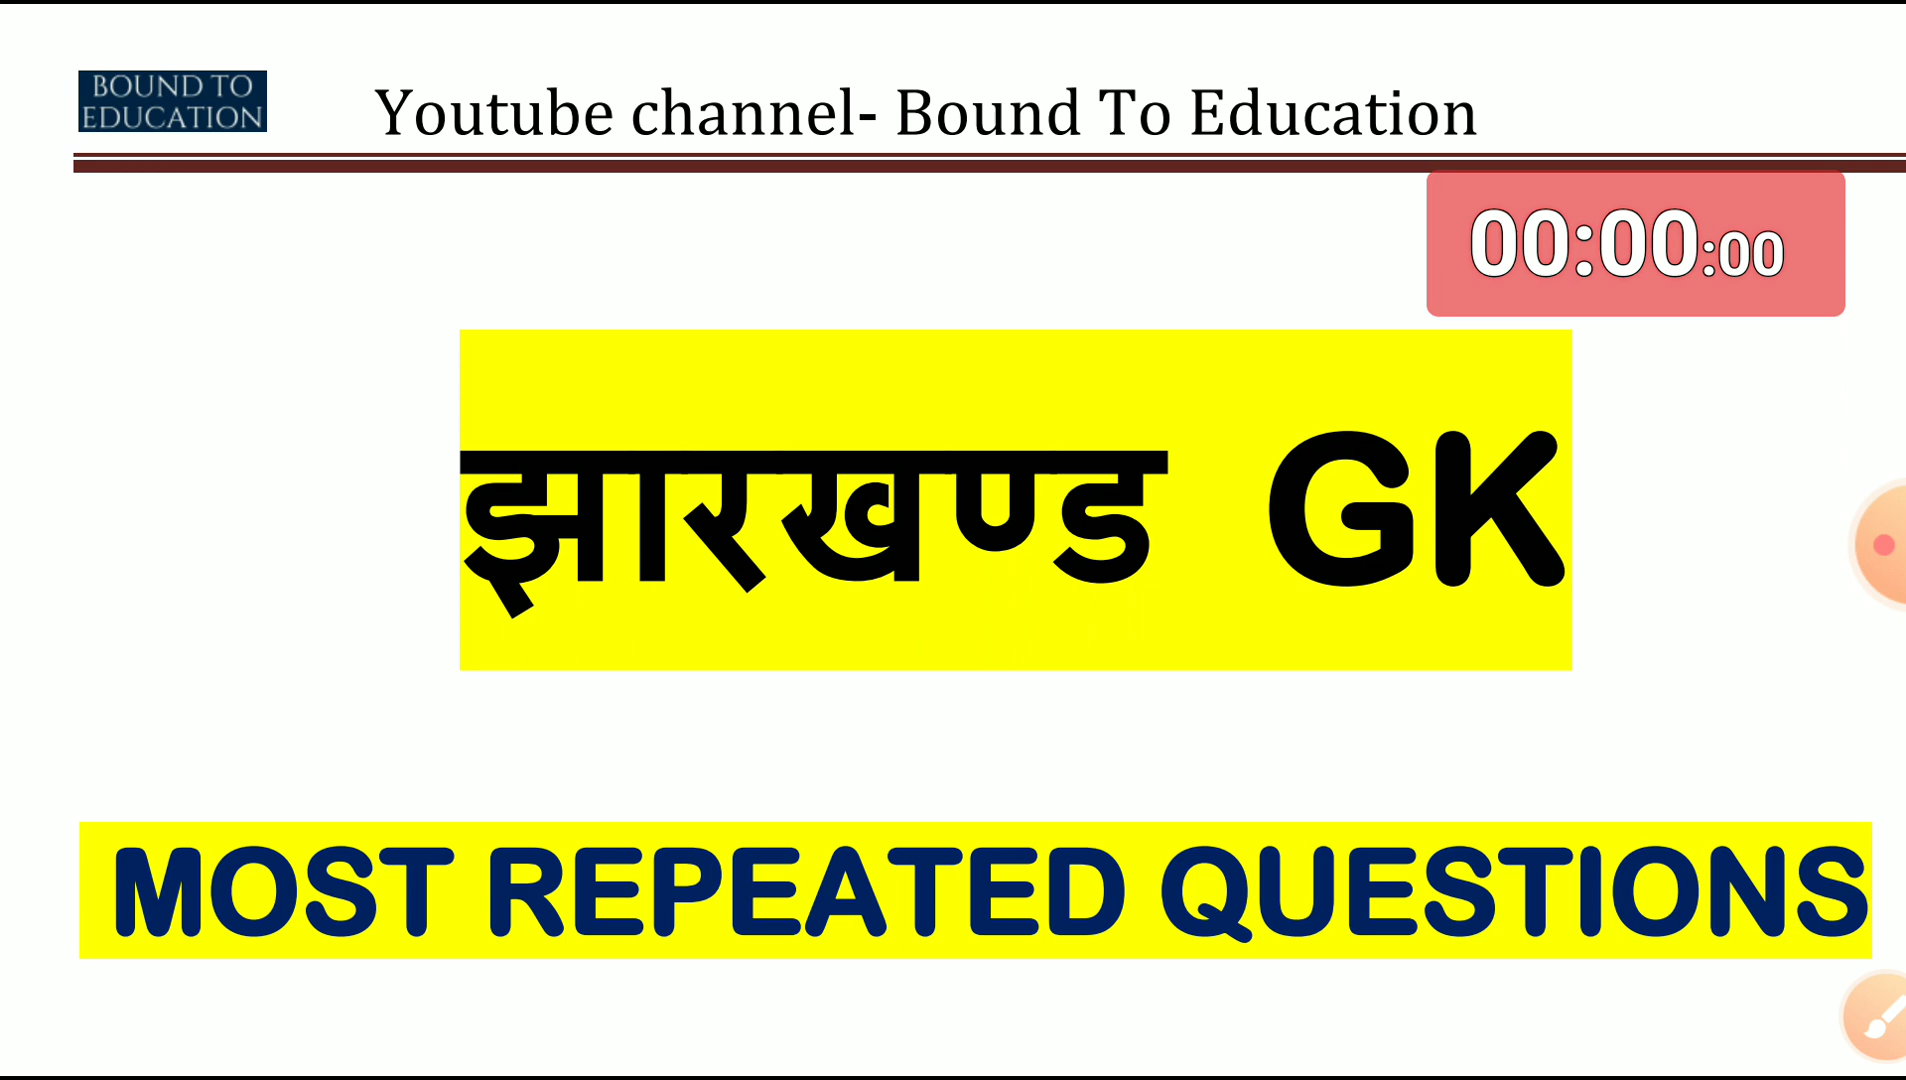 BOUND TO
EDUCATION
Youtube channel- Bound To Education
00:00:00
झारखण्ड GK
MOST REPEATED QUESTIONS